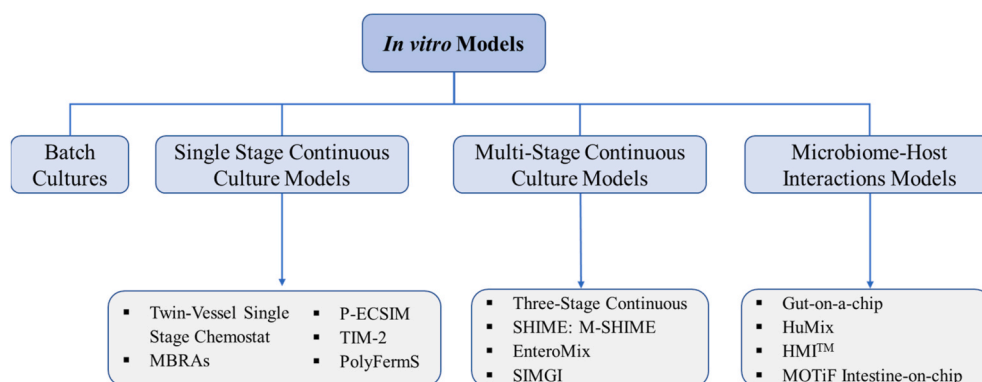 In vitro Models
Batch
Cultures
Single Stage Continuous
Culture Models
Multi-Stage Continuous
Culture Models
Microbiome-Host
Interactions Models
▪ Twin-Vessel Single
Stage Chemostat
▪ MBRAs
▪ P-ECSIM
▪ TIM-2
▪ PolyFermS
▪ Three-Stage Continuous
▪ SHIME: M-SHIME
▪ EnteroMix
▪ SIMGI
▪ Gut-on-a-chip
▪ HuMix
▪ HMI™
▪ MOTiF Intestine-on-chip